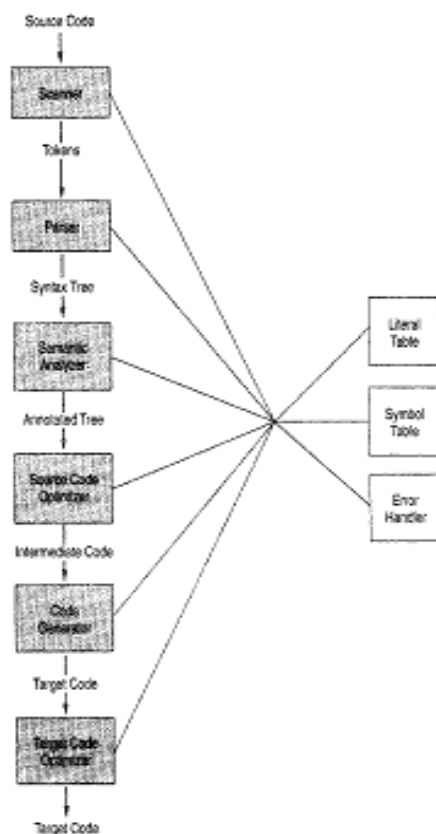 Source Code
Scanner
Tokens
Parser
Syntax Tree
Semantic
Analyzer
Annotated Tree
Source Code
Optimizer
Intermediate Code
Code
Generator
Target Code
Target Code
Optimizer
Target Code
Literal
Table
Symbol
Table
Error
Handler